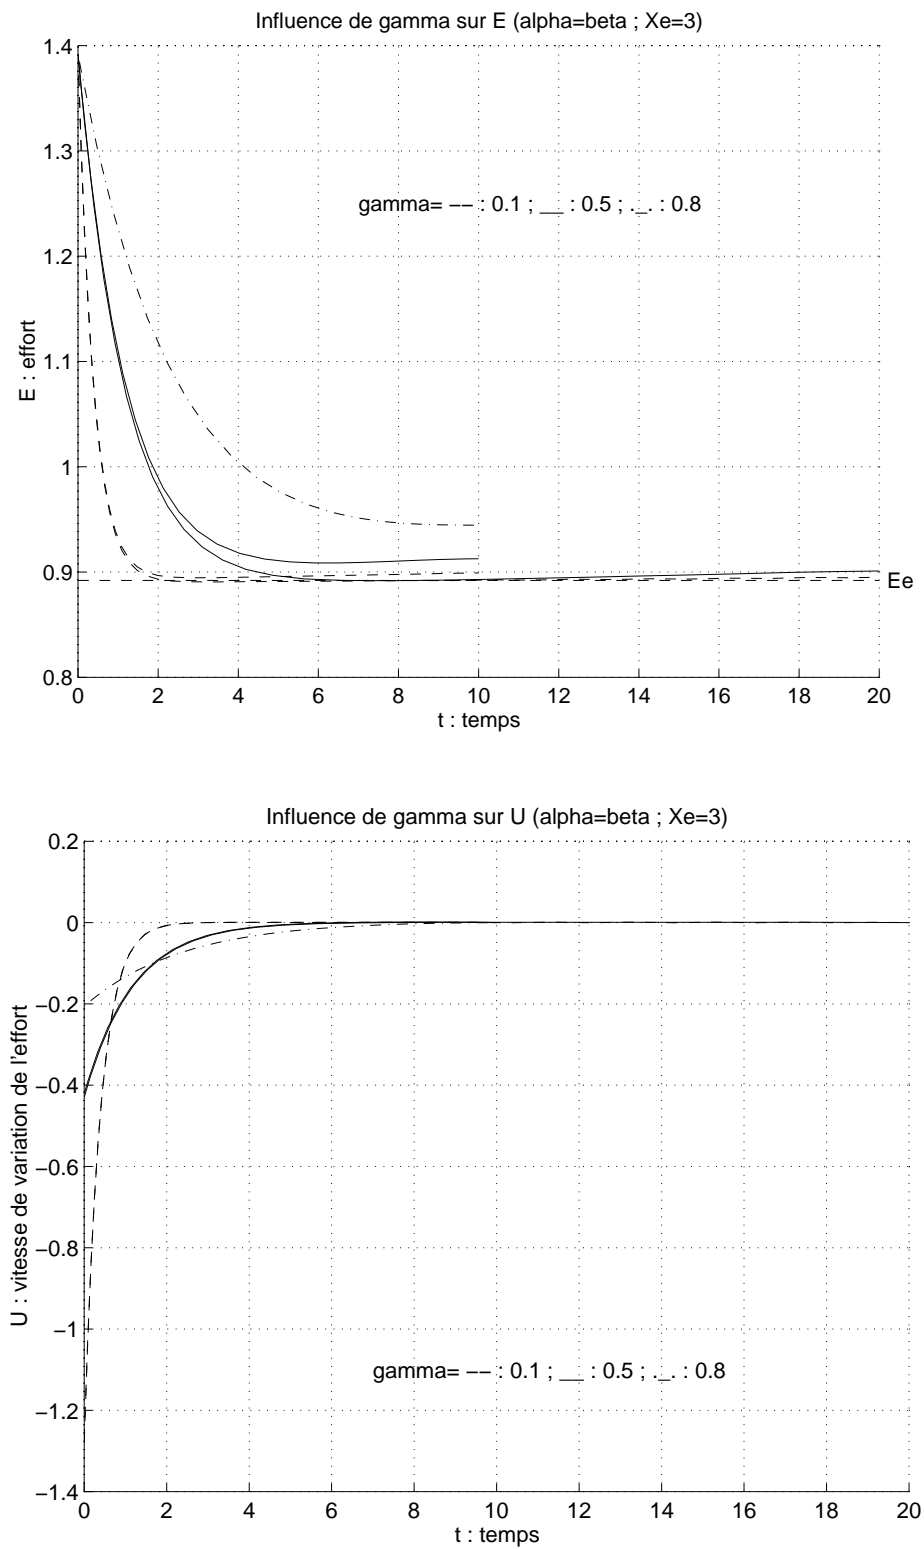 Influence de gamma sur E (alpha=beta ; Xe=3)
1.4
1.3
gamma= −− : 0.1 ; __ : 0.5 ; ._. : 0.8
1.2
E : effort
1.1
1
0.9
Ee
0.8
0 2 4 6 8 10 12 14 16 18 20
t : temps
Influence de gamma sur U (alpha=beta ; Xe=3)
0.2
0
−0.2
U : vitesse de variation de l'effort
−0.4
−0.6
−0.8
−1
gamma= −− : 0.1 ; __ : 0.5 ; ._. : 0.8
−1.2
−1.4
0 2 4 6 8 10 12 14 16 18 20
t : temps